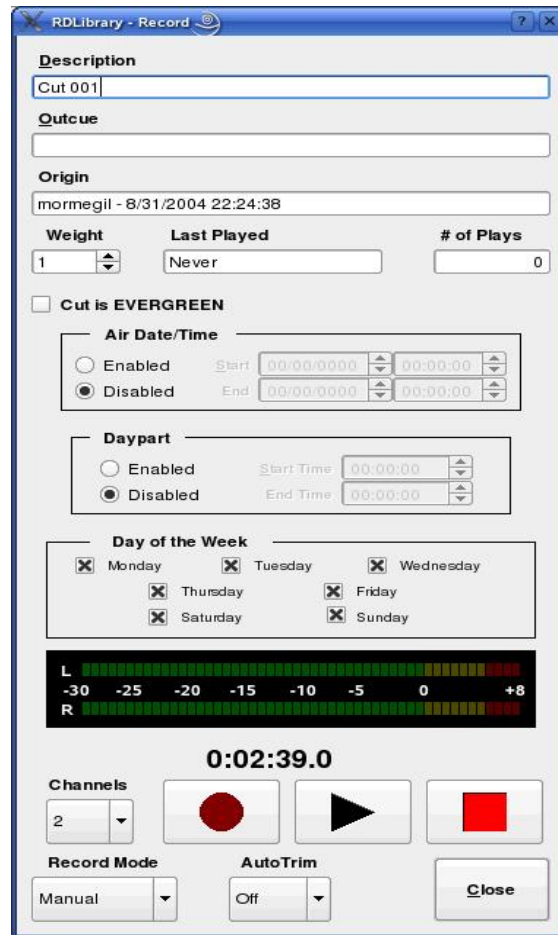 RDLibrary - Record
Description
Cut 001
Outcue
Origin
mormegil - 8/31/2004 22:24:38
Weight Last Played # of Plays
1 Never 0
Cut is EVERGREEN
Air Date/Time
Enabled Start 00/00/0000 00:00:00
Disabled End 00/00/0000 00:00:00
Daypart
Enabled Start Time 00:00:00
Disabled End Time 00:00:00
Day of the Week
Monday Tuesday Wednesday
Thursday Friday
Saturday Sunday
L
-30 -25 -20 -15 -10 -5 0 +8
R
0:02:39.0
Channels
2
Record Mode AutoTrim
Manual Off Close